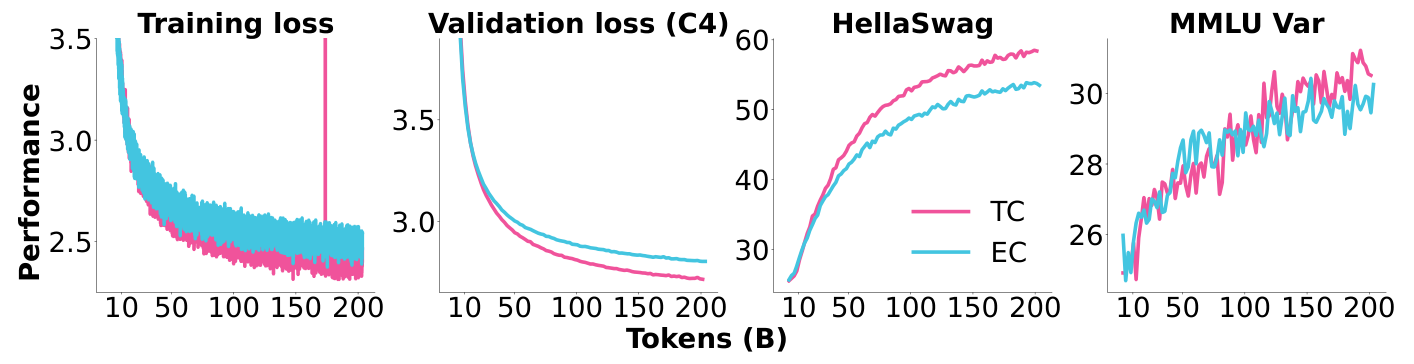 Training loss
Validation loss (C4)
HellaSwag
MMLU Var
Performance
3.5
3.0
2.5
10 50 100 150 200
3.5
3.0
10 50 100 150 200
60
50
40
30
10 50 100 150 200
TC
EC
30
28
26
10 50 100 150 200
Tokens (B)